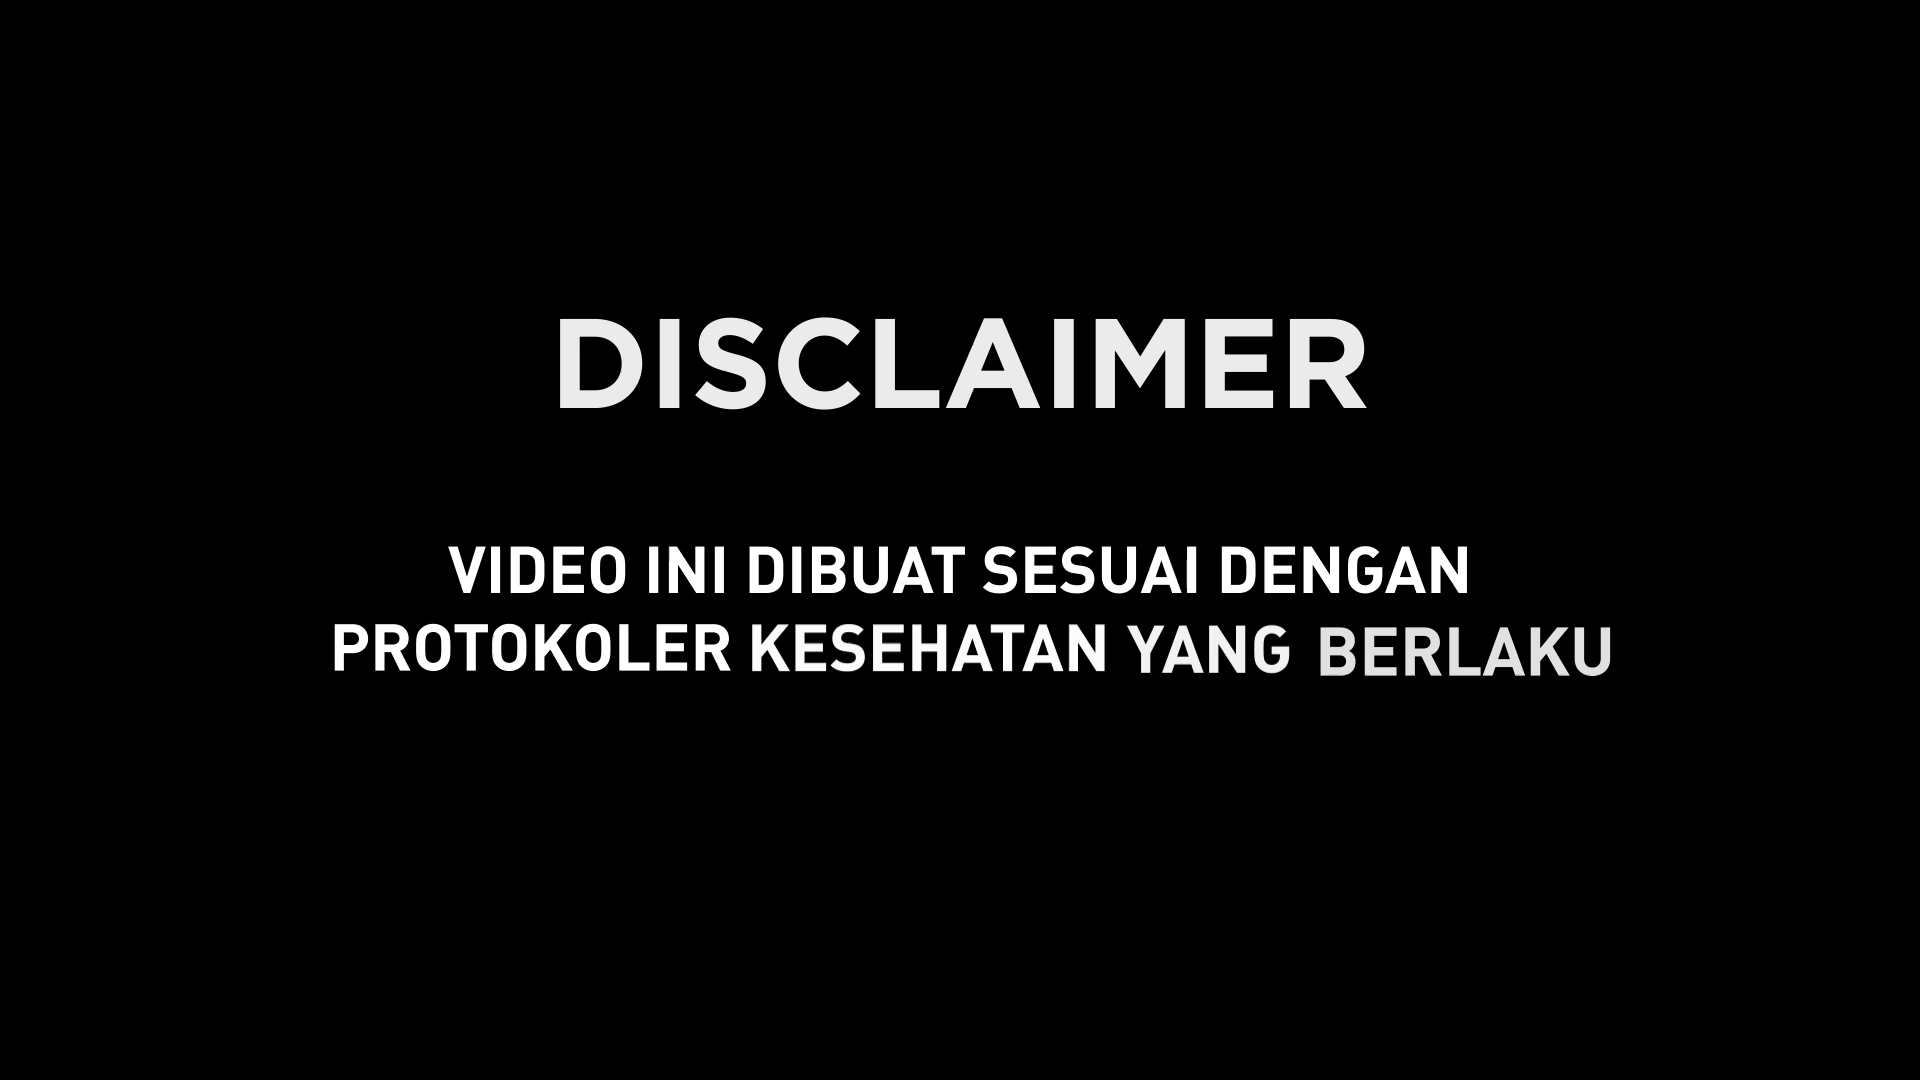 DISCLAIMER
VIDEO INI DIBUAT SESUAI DENGAN
PROTOKOLER KESEHATAN YANG BERLAKU